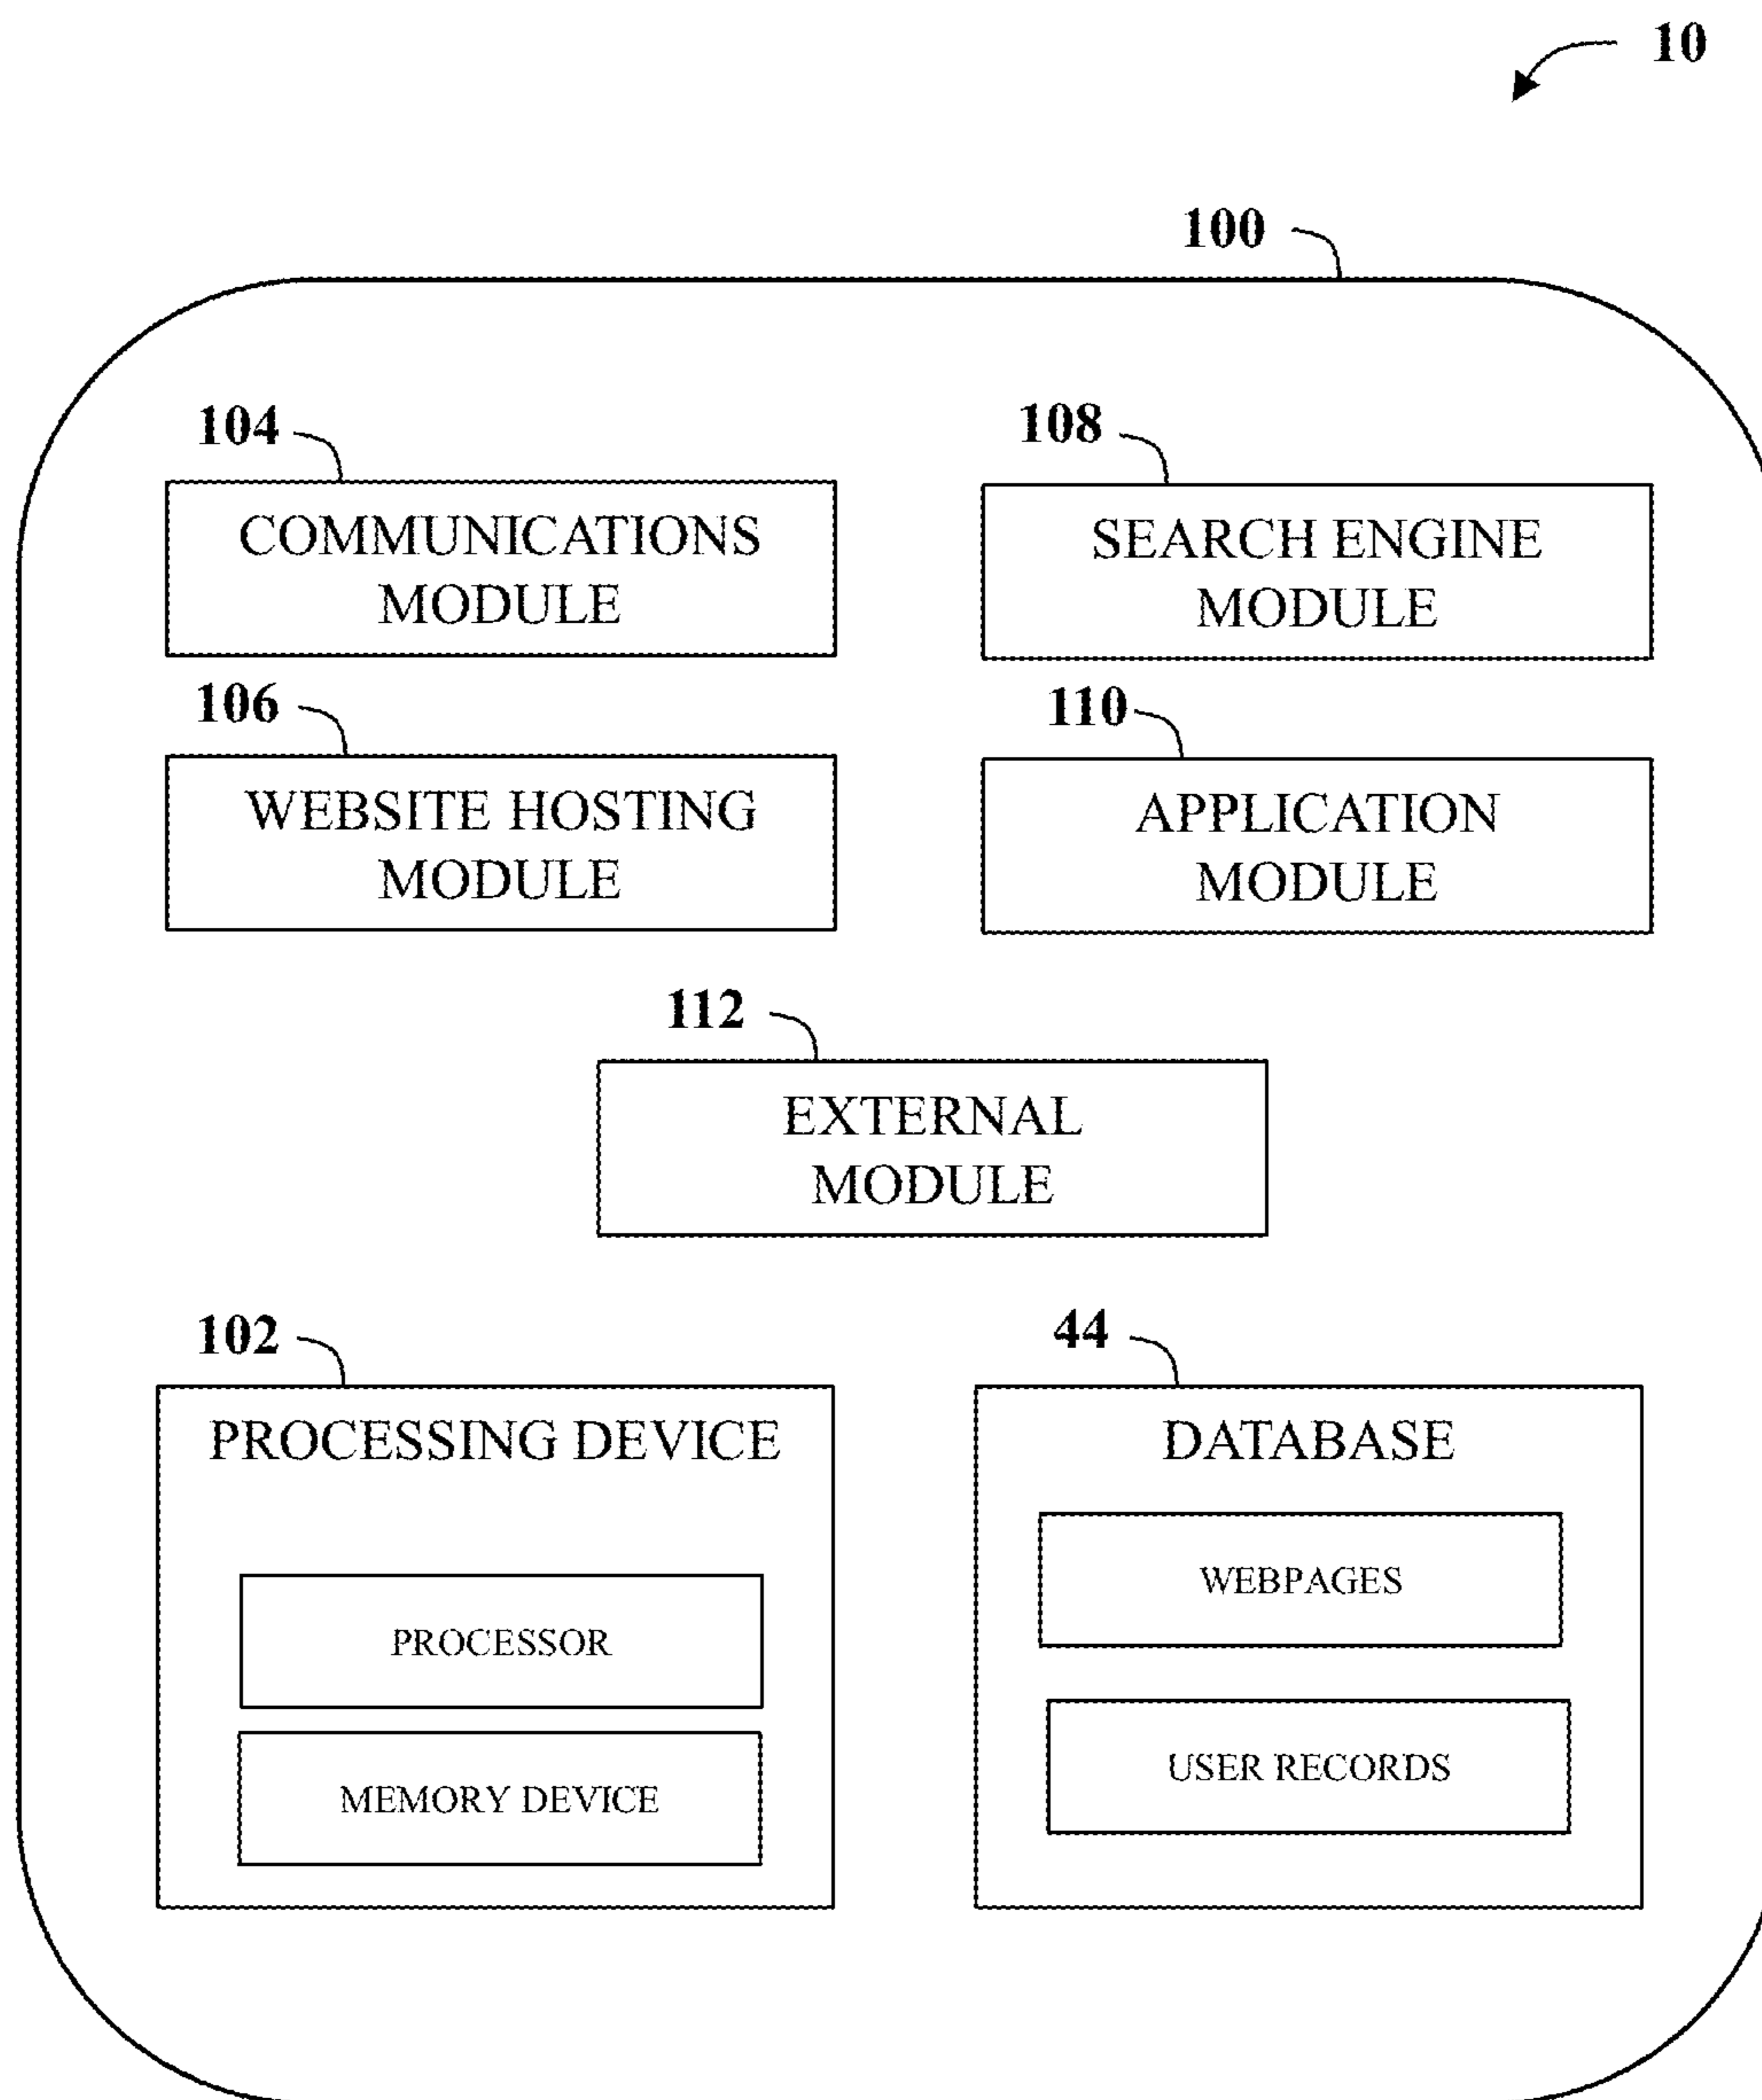 10
100
104
COMMUNICATIONS
MODULE
108
SEARCH ENGINE
MODULE
106
WEBSITE HOSTING
MODULE
110
APPLICATION
MODULE
112
EXTERNAL
MODULE
102
PROCESSING DEVICE
PROCESSOR
MEMORY DEVICE
44
DATABASE
WEBPAGES
USER RECORDS